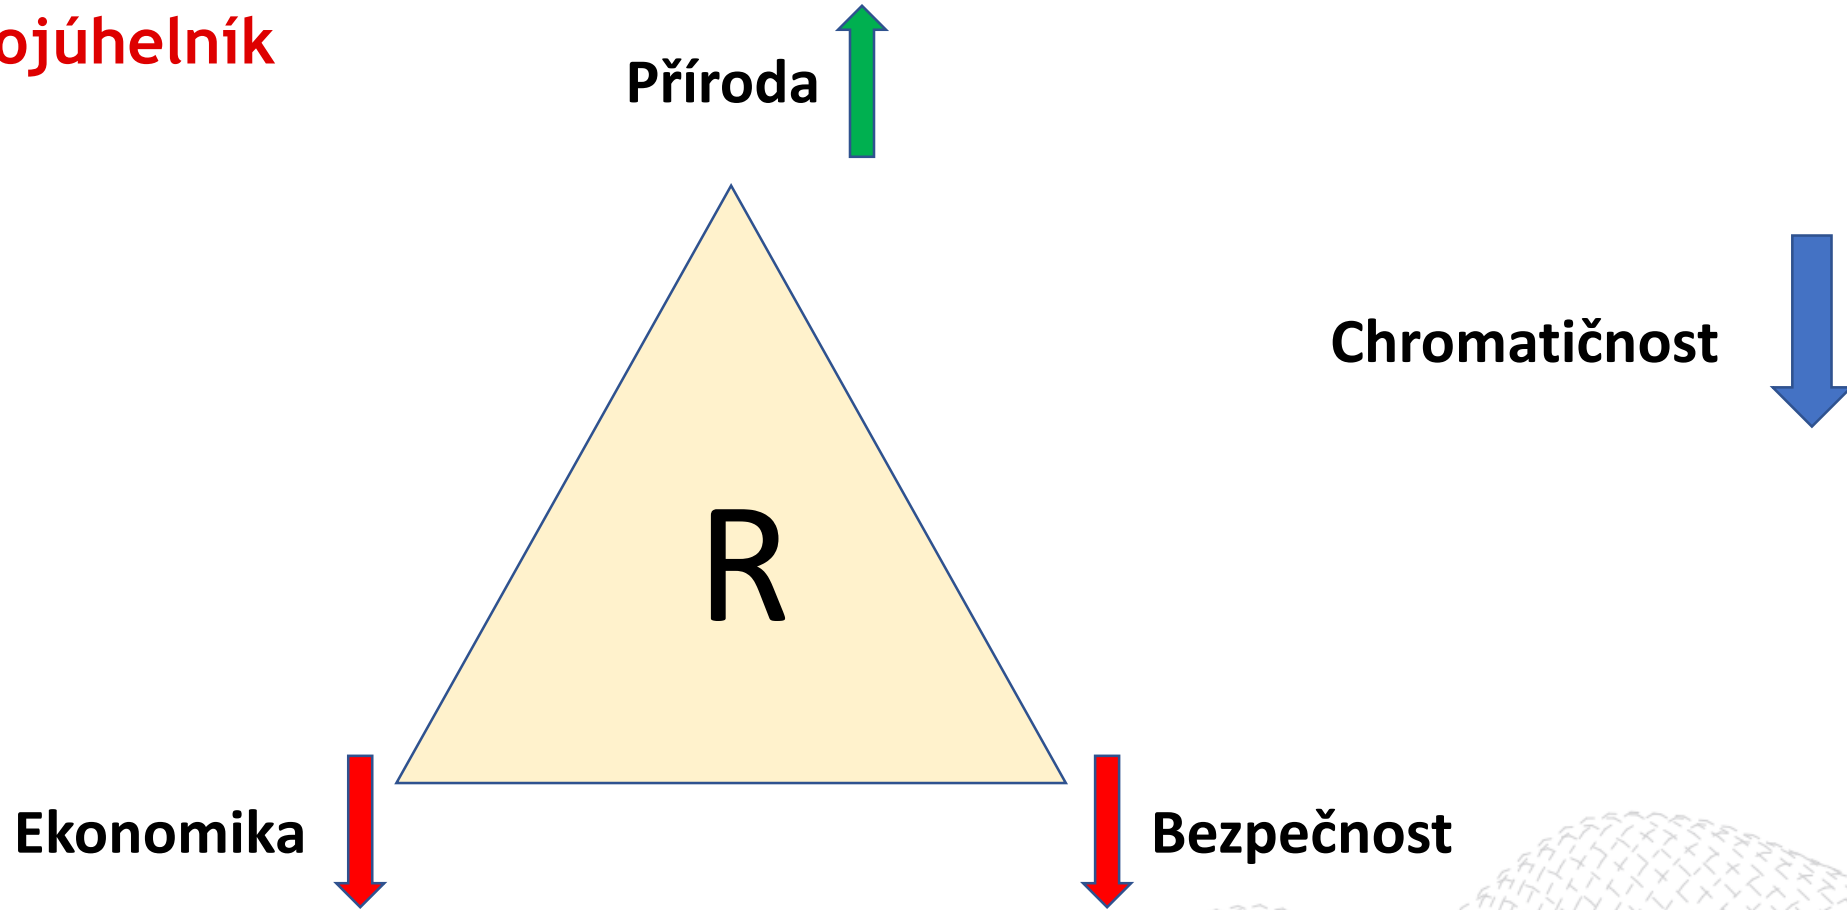 ojúhelník
Příroda
Chromatičnost
R
Ekonomika
Bezpečnost